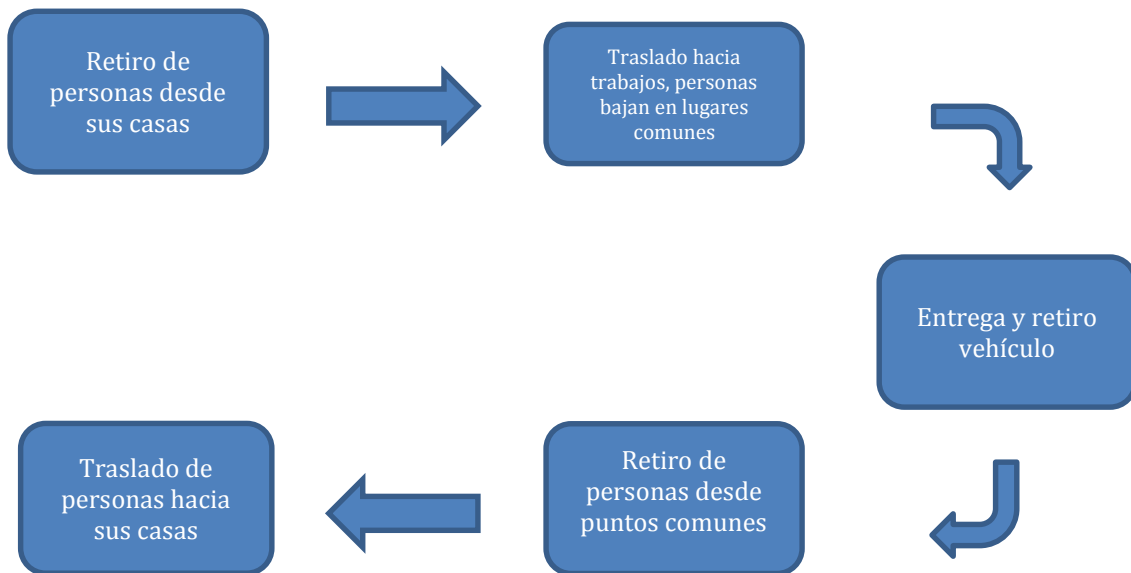 Retiro de
personas desde
sus casas
Traslado hacia
trabajos, personas
bajan en lugares
comunes
Entrega y retiro
vehículo
Retiro de
personas desde
puntos comunes
Traslado de
personas hacia
sus casas